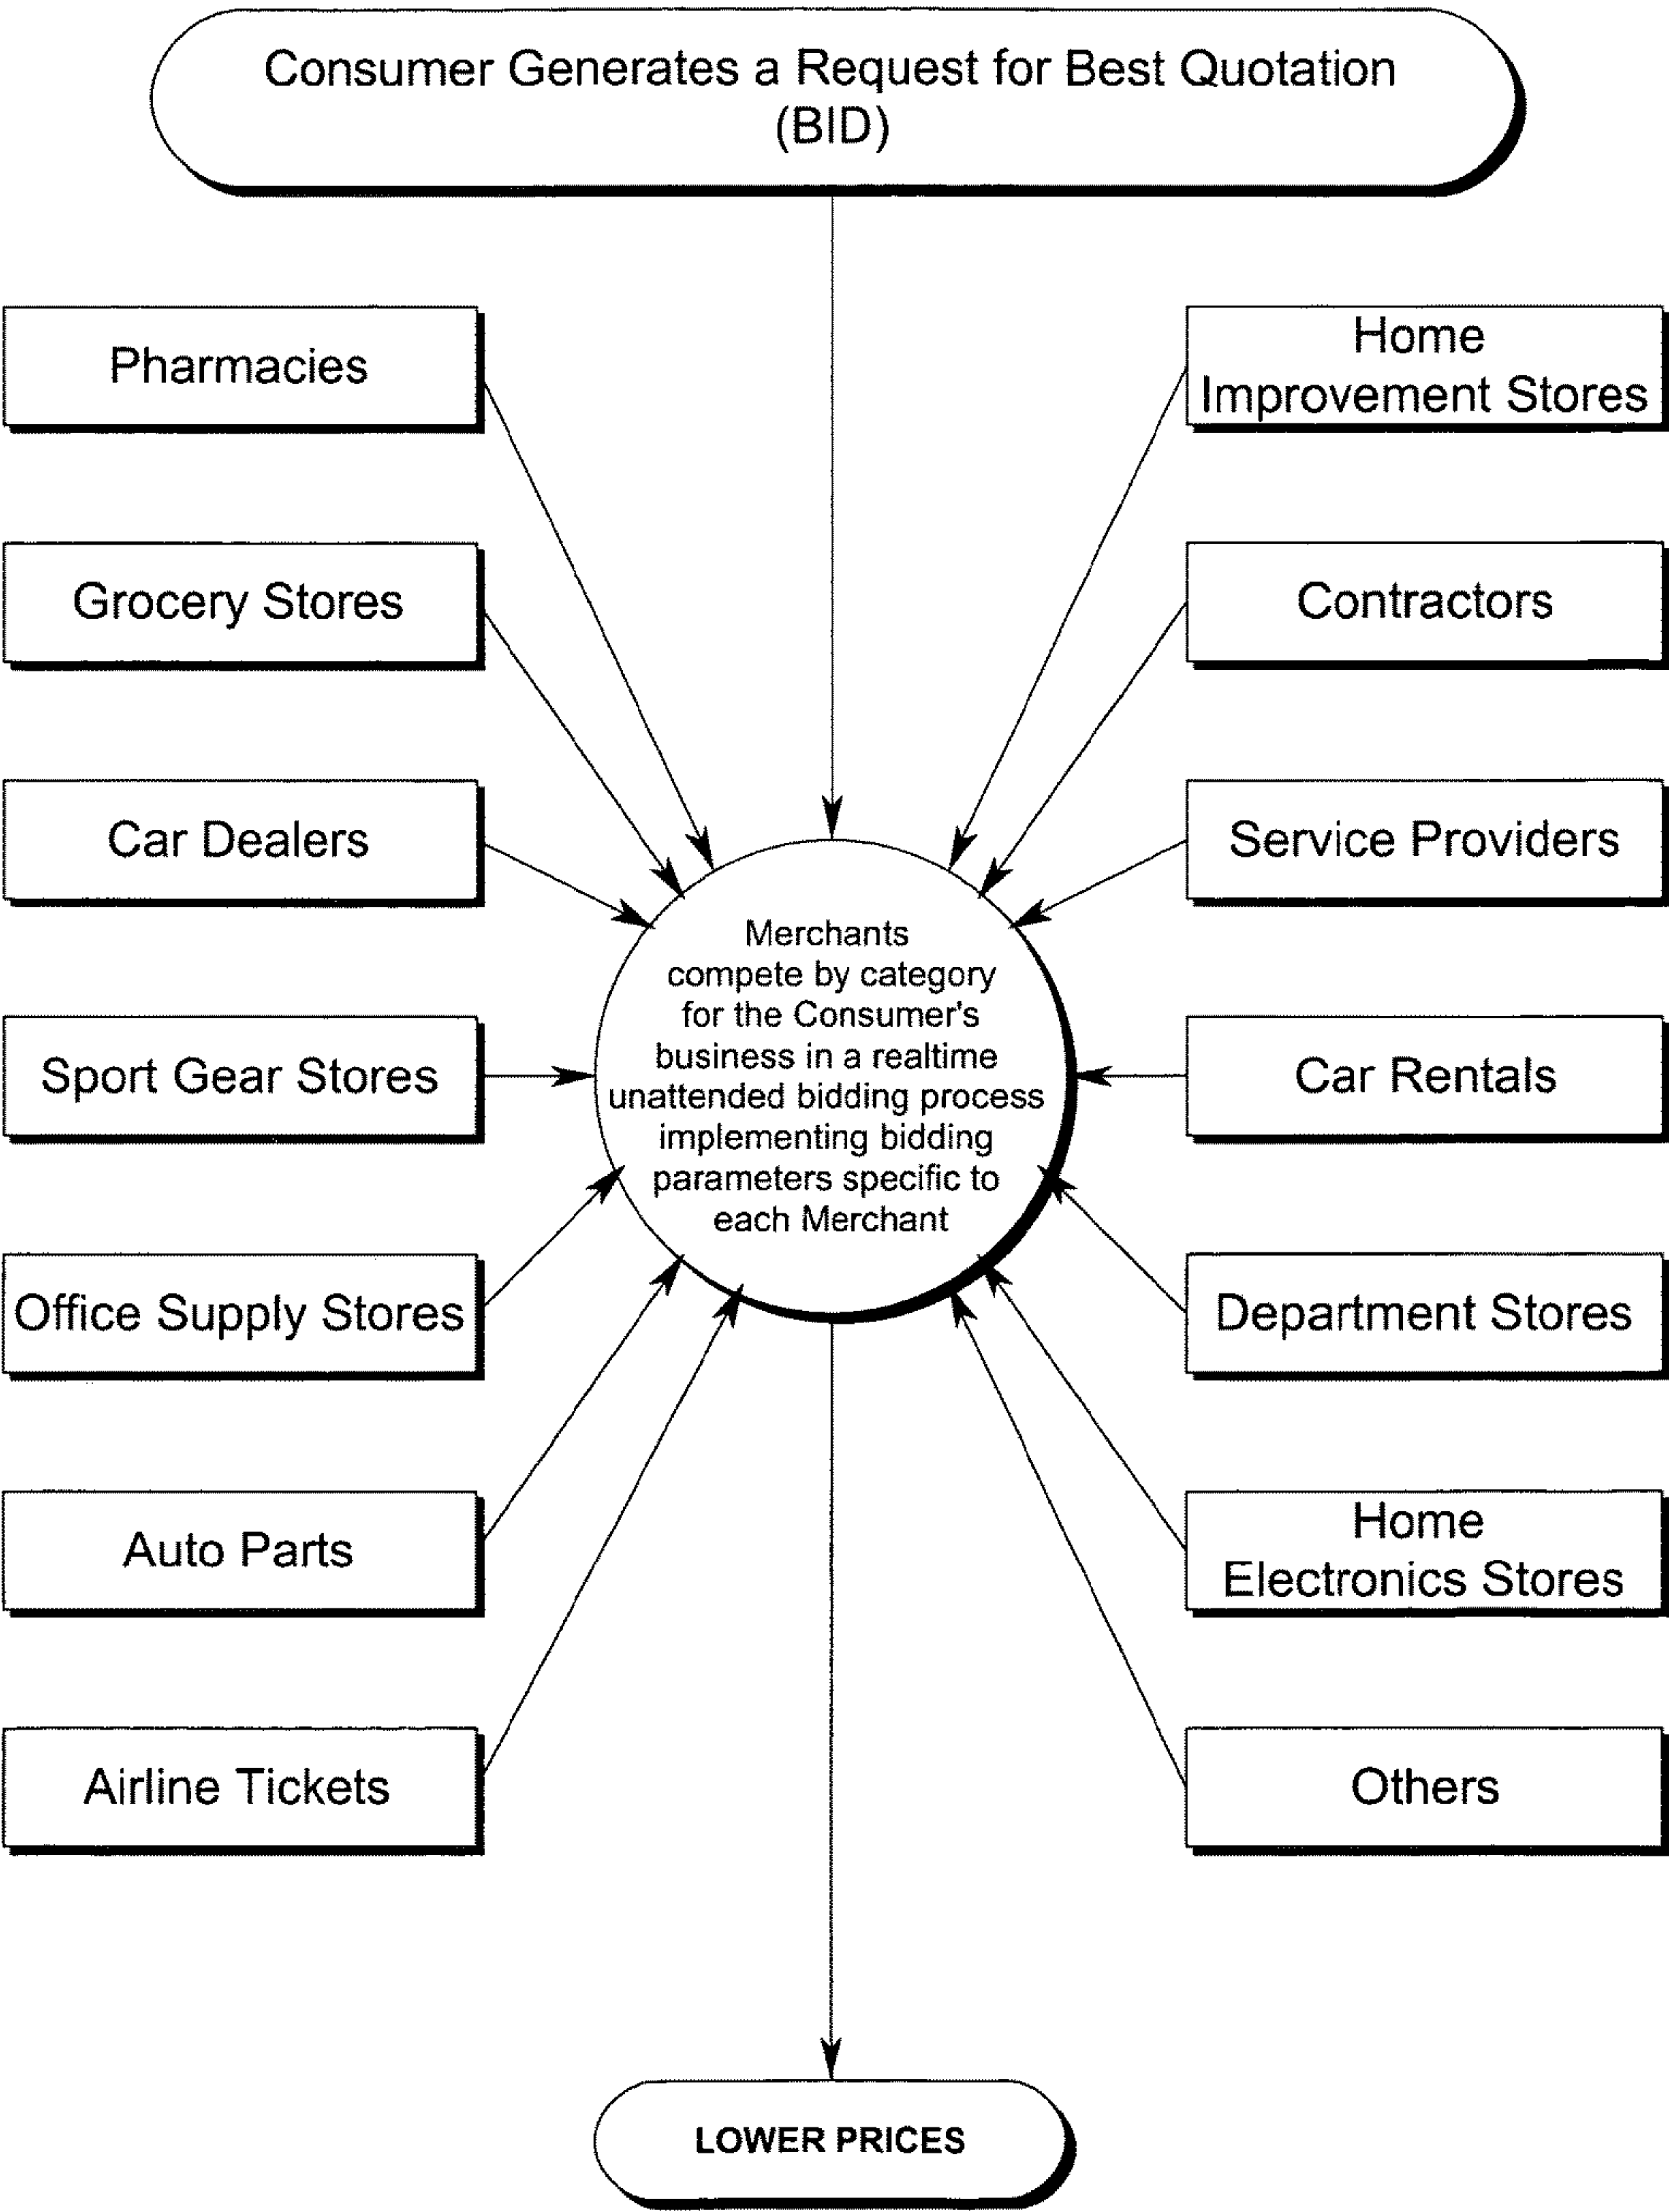 Consumer Generates a Request for Best Quotation
(BID)
Pharmacies
Grocery Stores
Car Dealers
Sport Gear Stores
Office Supply Stores
Auto Parts
Airline Tickets
Merchants
compete by category
for the Consumer's
business in a realtime
unattended bidding process
implementing bidding
parameters specific to
each Merchant
Home
Improvement Stores
Contractors
Service Providers
Car Rentals
Department Stores
Home
Electronics Stores
Others
LOWER PRICES